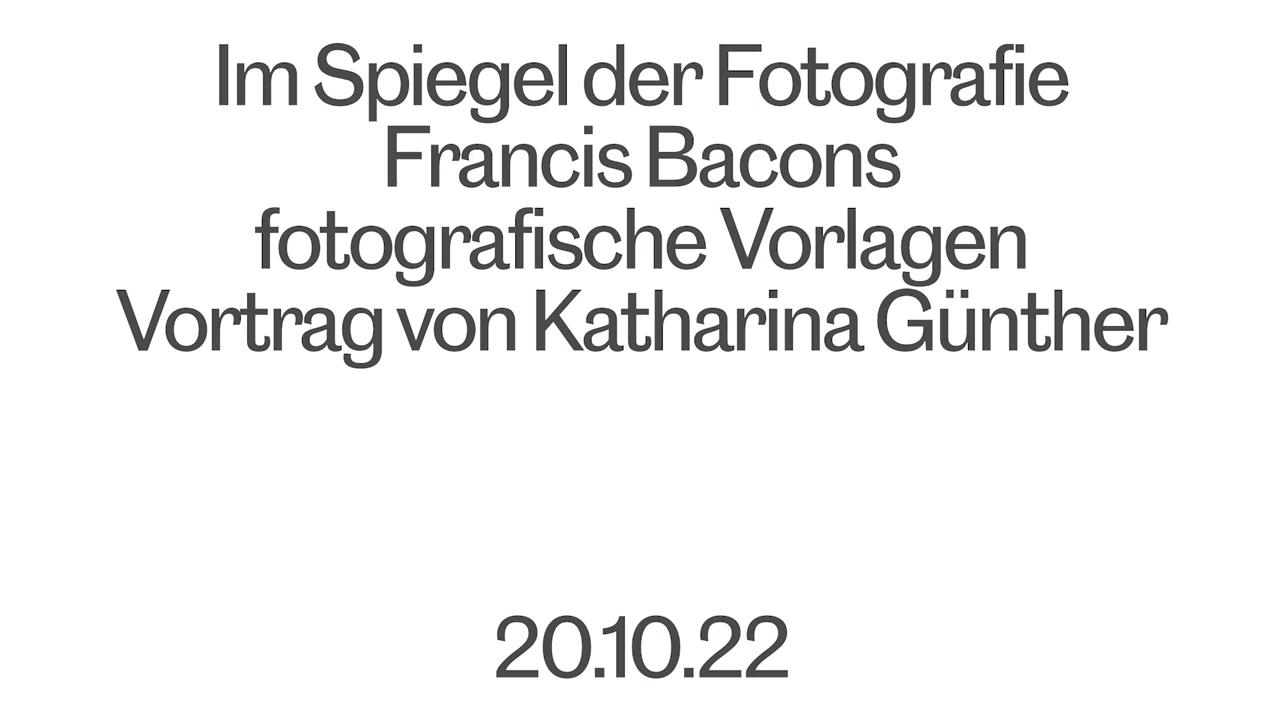 Im Spiegel der Fotografie
Francis Bacons
fotografische Vorlagen
Vortrag von Katharina Günther
20.10.22